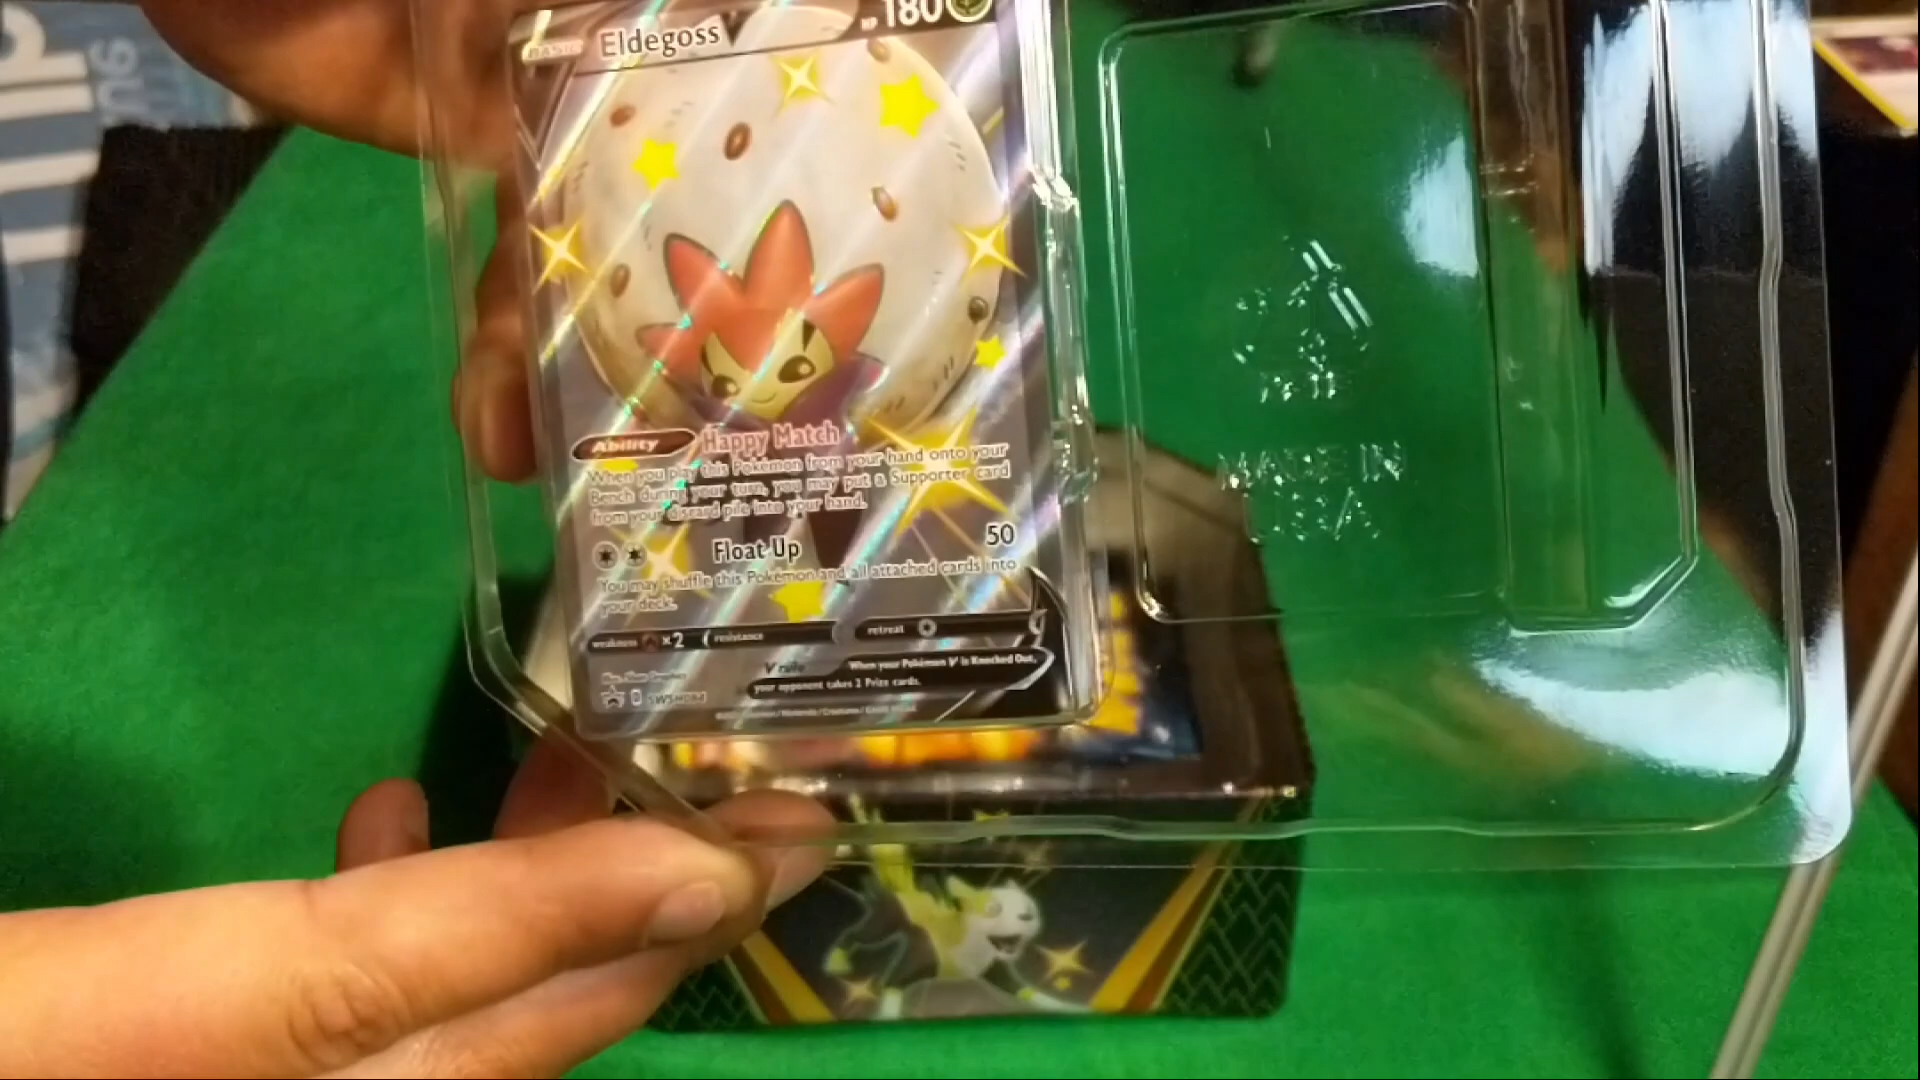 BASIC Eldegoss V HP 180
Ability Happy Match
When you play this Pokémon from your hand onto your
Bench during your turn, you may put a Supporter card
from your discard pile into your hand.
Float Up 50
You may shuffle this Pokémon and all attached cards into
your deck.
weakness ×2 resistance retreat
V rule When your Pokémon V is Knocked Out,
your opponent takes 2 Prize cards.
SWSH084
MADE IN
USA